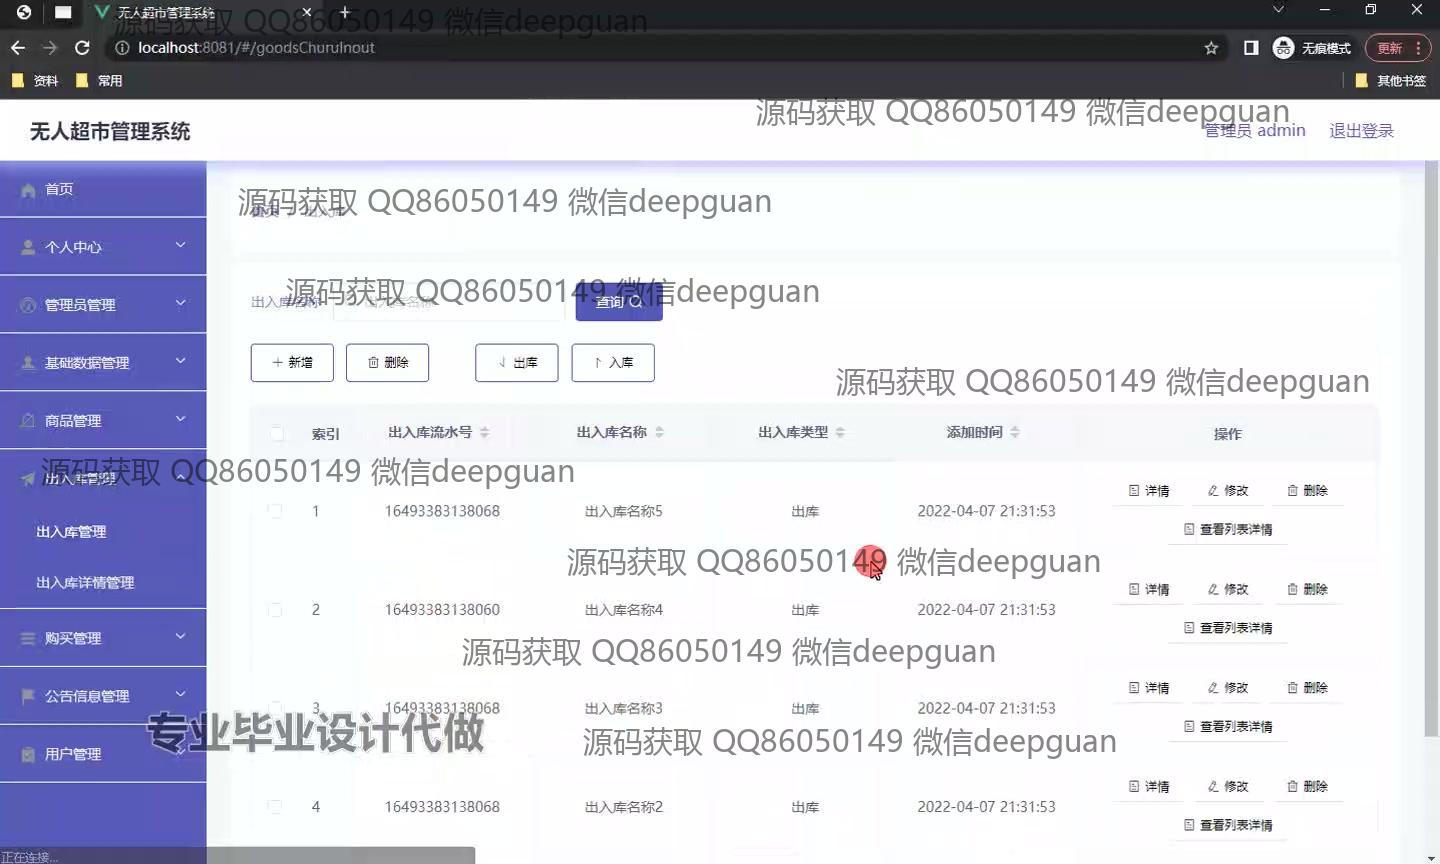 无人超市管理系统
源码获取 QQ86050149 微信deepguan
localhost:8081/#/goodsChuruInout
无痕模式
更新
资料
常用
其他书签
源码获取 QQ86050149 微信deepguan
无人超市管理系统
管理员 admin
退出登录
首页
源码获取 QQ86050149 微信deepguan
首页
出入库
个人中心
源码获取 QQ86050149 微信deepguan
出入库名称
出入库名称
查询
管理员管理
新增
删除
出库
入库
基础数据管理
源码获取 QQ86050149 微信deepguan
商品管理
索引
出入库流水号
出入库名称
出入库类型
添加时间
操作
源码获取 QQ86050149 微信deepguan
出入库管理
1
16493383138068
出入库名称5
出库
2022-04-07 21:31:53
详情
修改
删除
查看列表详情
出入库管理
源码获取 QQ86050149 微信deepguan
出入库详情管理
2
16493383138060
出入库名称4
出库
2022-04-07 21:31:53
详情
修改
删除
查看列表详情
购买管理
源码获取 QQ86050149 微信deepguan
公告信息管理
3
16493383138068
出入库名称3
出库
2022-04-07 21:31:53
详情
修改
删除
查看列表详情
专业毕业设计代做
源码获取 QQ86050149 微信deepguan
用户管理
4
16493383138068
出入库名称2
出库
2022-04-07 21:31:53
详情
修改
删除
查看列表详情
正在连接...